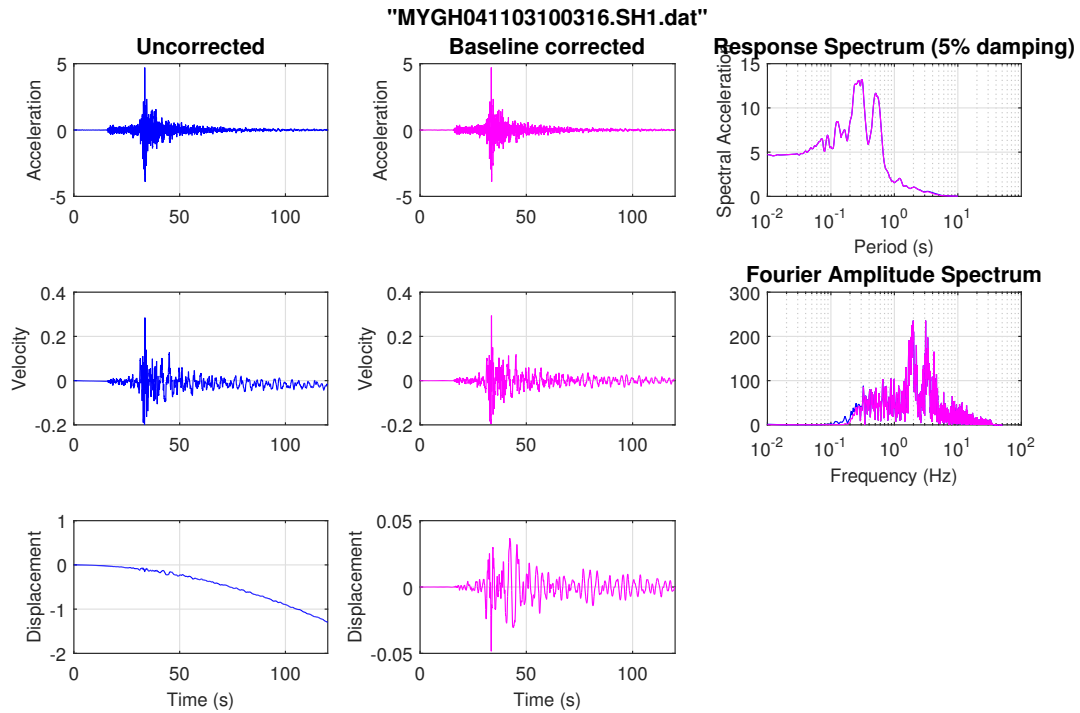 "MYGH041103100316.SH1.dat"
Uncorrected
Acceleration
5
0
-5
0 50 100
Baseline corrected
Acceleration
5
0
-5
0 50 100
Response Spectrum (5% damping)
Spectral Acceleration
15
10
5
0
10^-2 10^-1 10^0 10^1
Period (s)
Velocity
0.4
0.2
0
-0.2
0 50 100
Velocity
0.4
0.2
0
-0.2
0 50 100
Fourier Amplitude Spectrum
300
200
100
0
10^-2 10^-1 10^0 10^1 10^2
Frequency (Hz)
Displacement
1
0
-1
-2
0 50 100
Time (s)
Displacement
0.05
0
-0.05
0 50 100
Time (s)